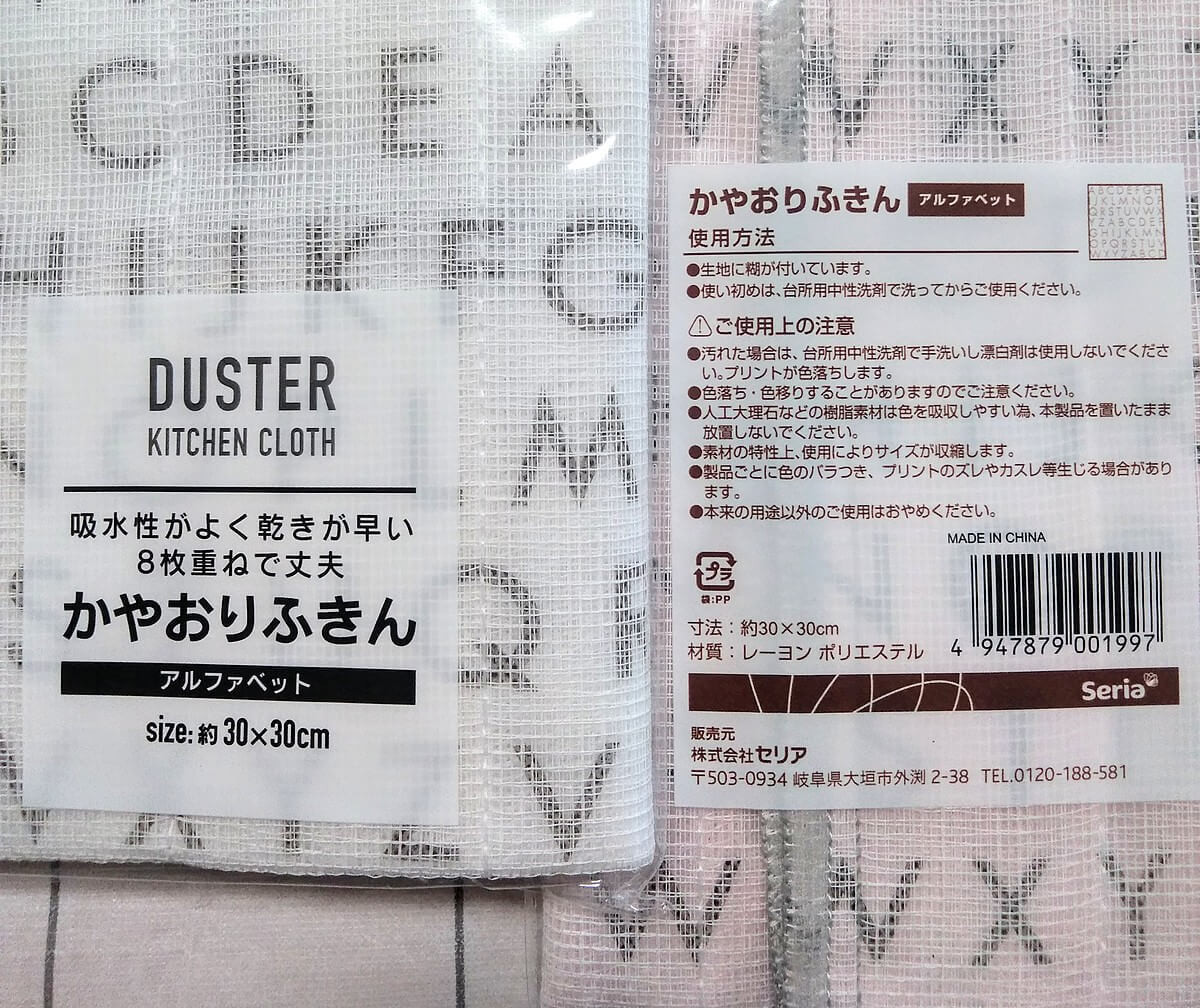 BCDEA
HIJKFG
M
R
V
DUSTER
KITCHEN CLOTH
吸水性がよく乾きが早い
8枚重ねで丈夫
かやおりふきん
アルファベット
size: 約 30×30cm
V VXY
かやおりふきん アルファベット
ABCDEFGH
IJKLMNOP
QRSTUVWX
YZABCDEF
GHIJKLMN
OPQRSTUV
WXYZABCD
使用方法
●生地に糊が付いています。
●使い初めは、台所用中性洗剤で洗ってからご使用ください。
⚠ご使用上の注意
●汚れた場合は、台所用中性洗剤で手洗いし漂白剤は使用しないでくださ
い。プリントが色落ちします。
●色落ち・色移りすることがありますのでご注意ください。
●人工大理石などの樹脂素材は色を吸収しやすい為、本製品を置いたまま
放置しないでください。
●素材の特性上、使用によりサイズが収縮します。
●製品ごとに色のバラつき、プリントのズレやカスレ等生じる場合があり
ます。
●本来の用途以外のご使用はおやめください。
MADE IN CHINA
プラ
袋:PP
寸法：約30×30cm
材質：レーヨン ポリエステル
4 947879 001997
Seria
販売元
株式会社セリア
〒503-0934 岐阜県大垣市外渕 2-38 TEL.0120-188-581
W VXY